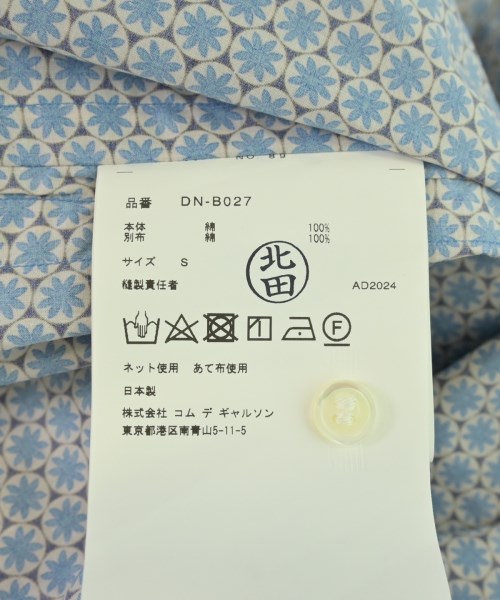 NO 89
品番 DN-B027
本体 綿 100%
別布 綿 100%
サイズ S
北田
縫製責任者 AD2024
F
ネット使用 あて布使用
日本製
株式会社 コム デ ギャルソン
東京都港区南青山5-11-5